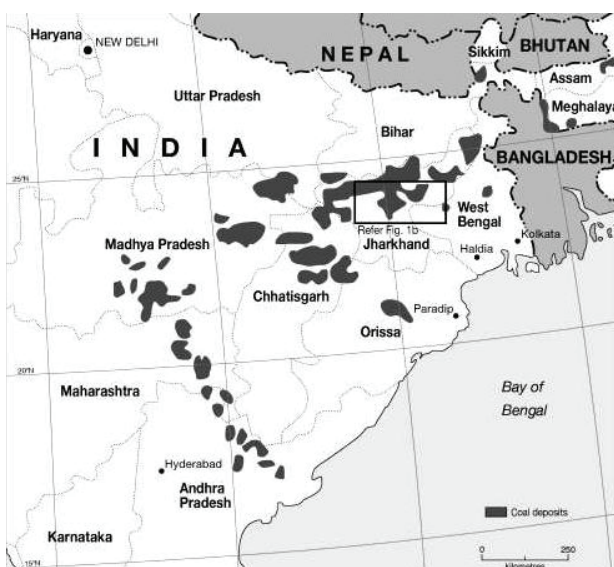 Haryana
NEW DELHI
NEPAL
Sikkim
BHUTAN
Assam
Meghalaya
Uttar Pradesh
Bihar
INDIA
BANGLADESH
25°N
West
Bengal
Refer Fig. 1b
Jharkhand
Kolkata
Haldia
Madhya Pradesh
Chhatisgarh
Paradip
Orissa
20°N
Maharashtra
Bay of
Bengal
Hyderabad
Andhra
Pradesh
Coal deposits
Karnataka
0
250
kilometres
15°N